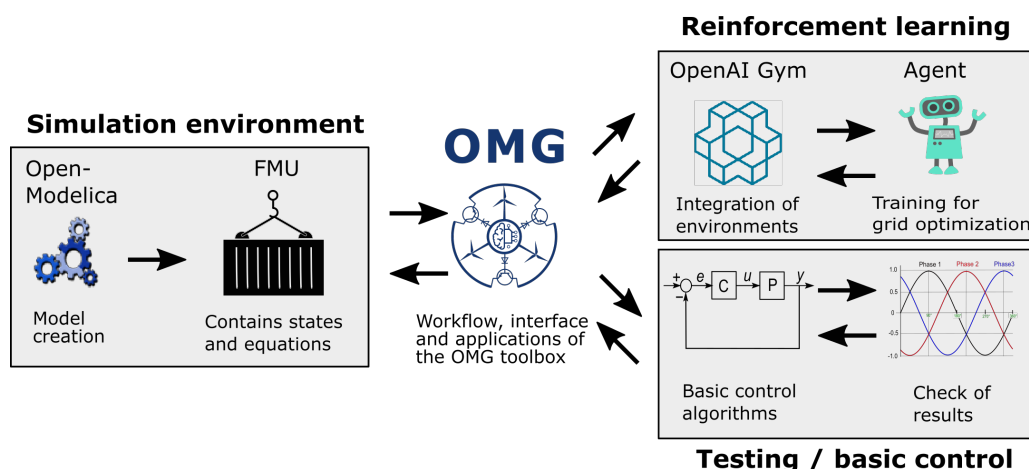 Reinforcement learning
OpenAI Gym
Agent
Integration of
environments
Training for
grid optimization
Simulation environment
Open-
Modelica
FMU
Model
creation
Contains states
and equations
OMG
Workflow, interface
and applications of
the OMG toolbox
+
e
C
u
P
y
−
Basic control
algorithms
Phase 1
Phase 2
Phase3
1.0
0.5
0
-0.5
-1.0
Check of
results
Testing / basic control